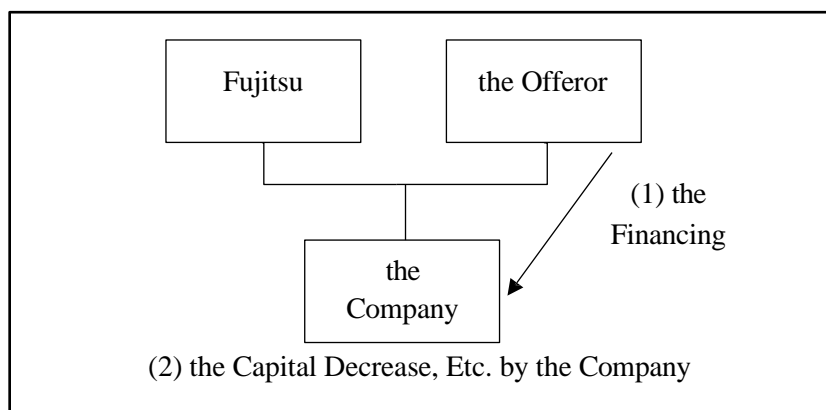 Fujitsu
the Offeror
(1) the
Financing
the
Company
(2) the Capital Decrease, Etc. by the Company